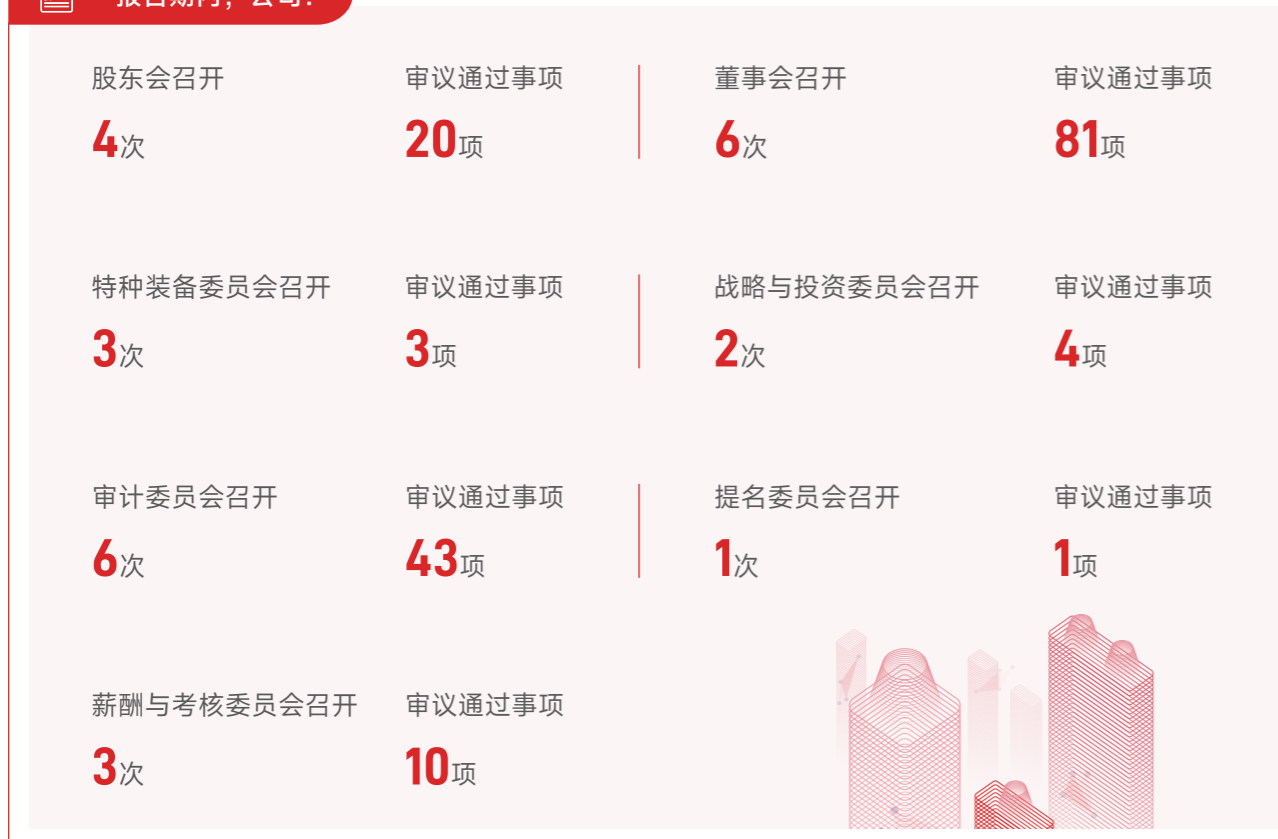 报告期内，公司：
股东会召开 审议通过事项 董事会召开 审议通过事项
4次 20项 6次 81项
特种装备委员会召开 审议通过事项 战略与投资委员会召开 审议通过事项
3次 3项 2次 4项
审计委员会召开 审议通过事项 提名委员会召开 审议通过事项
6次 43项 1次 1项
薪酬与考核委员会召开 审议通过事项
3次 10项